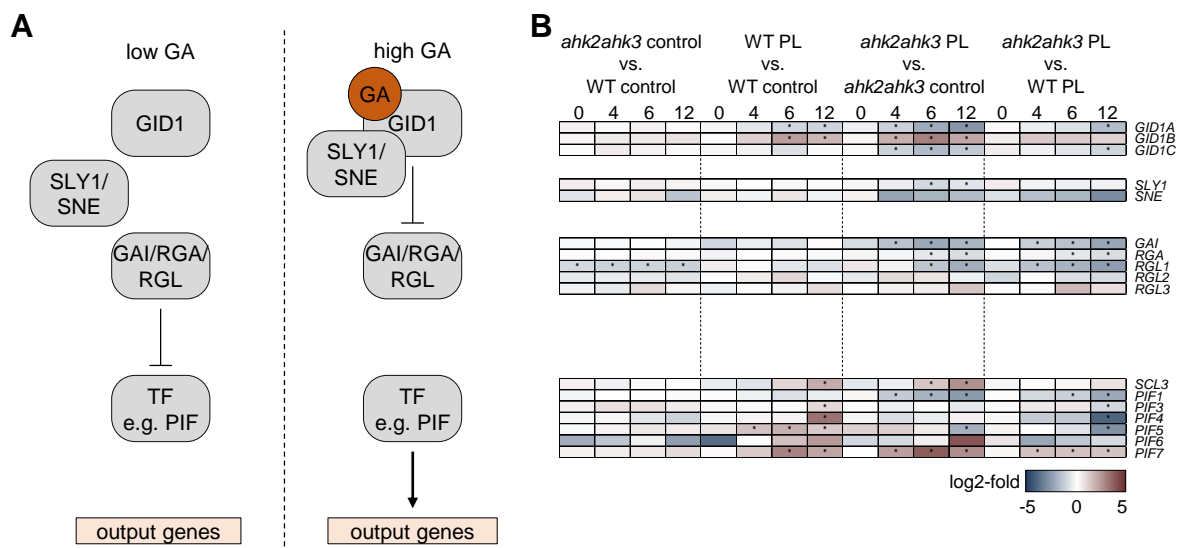 A
low GA
high GA
GID1
SLY1/
SNE
GAI/RGA/
RGL
TF
e.g. PIF
output genes
GA
GID1
SLY1/
SNE
GAI/RGA/
RGL
TF
e.g. PIF
output genes
B
ahk2ahk3 control
vs.
WT control
WT PL
vs.
WT control
ahk2ahk3 PL
vs.
ahk2ahk3 control
ahk2ahk3 PL
vs.
WT PL
0 4 6 12 0 4 6 12 0 4 6 12 0 4 6 12
* * * * * * GID1A
* * * * * GID1B
* * * * GID1C
* * SLY1
SNE
* * * * * * GAI
* * * * RGA
* * * * * * * * * RGL1
RGL2
RGL3
* * * SCL3
* * * * * PIF1
* * PIF3
* * PIF4
* * * * * PIF5
PIF6
* * * * * * * * PIF7
log2-fold
-5 0 5